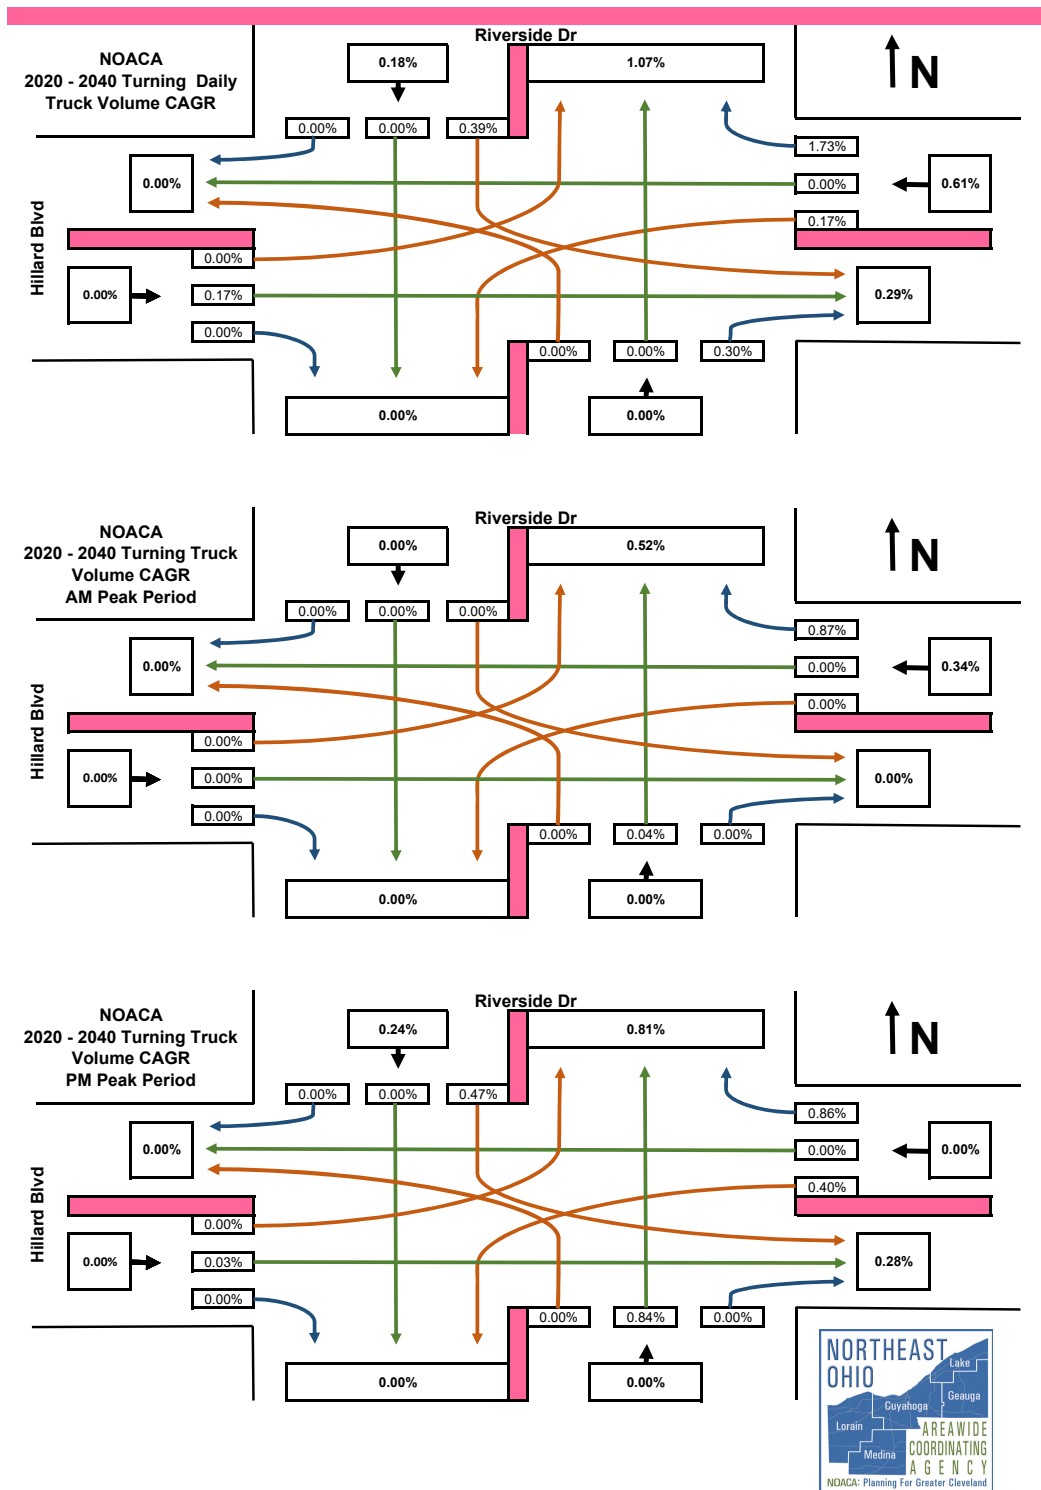 Riverside Dr
NOACA
2020 - 2040 Turning Daily
Truck Volume CAGR
0.18%
1.07%
N
0.00%
0.00%
0.39%
1.73%
0.00%
0.00%
0.61%
0.17%
Hillard Blvd
0.00%
0.00%
0.17%
0.29%
0.00%
0.00%
0.00%
0.30%
0.00%
0.00%
Riverside Dr
NOACA
2020 - 2040 Turning Truck
Volume CAGR
AM Peak Period
0.00%
0.52%
N
0.00%
0.00%
0.00%
0.87%
0.00%
0.00%
0.34%
0.00%
Hillard Blvd
0.00%
0.00%
0.00%
0.00%
0.00%
0.00%
0.04%
0.00%
0.00%
0.00%
Riverside Dr
NOACA
2020 - 2040 Turning Truck
Volume CAGR
PM Peak Period
0.24%
0.81%
N
0.00%
0.00%
0.47%
0.86%
0.00%
0.00%
0.00%
0.40%
Hillard Blvd
0.00%
0.00%
0.03%
0.28%
0.00%
0.00%
0.84%
0.00%
0.00%
0.00%
NORTHEAST
OHIO
Lake
Geauga
Cuyahoga
Lorain
Medina
AREAWIDE
COORDINATING
AGENCY
NOACA: Planning For Greater Cleveland